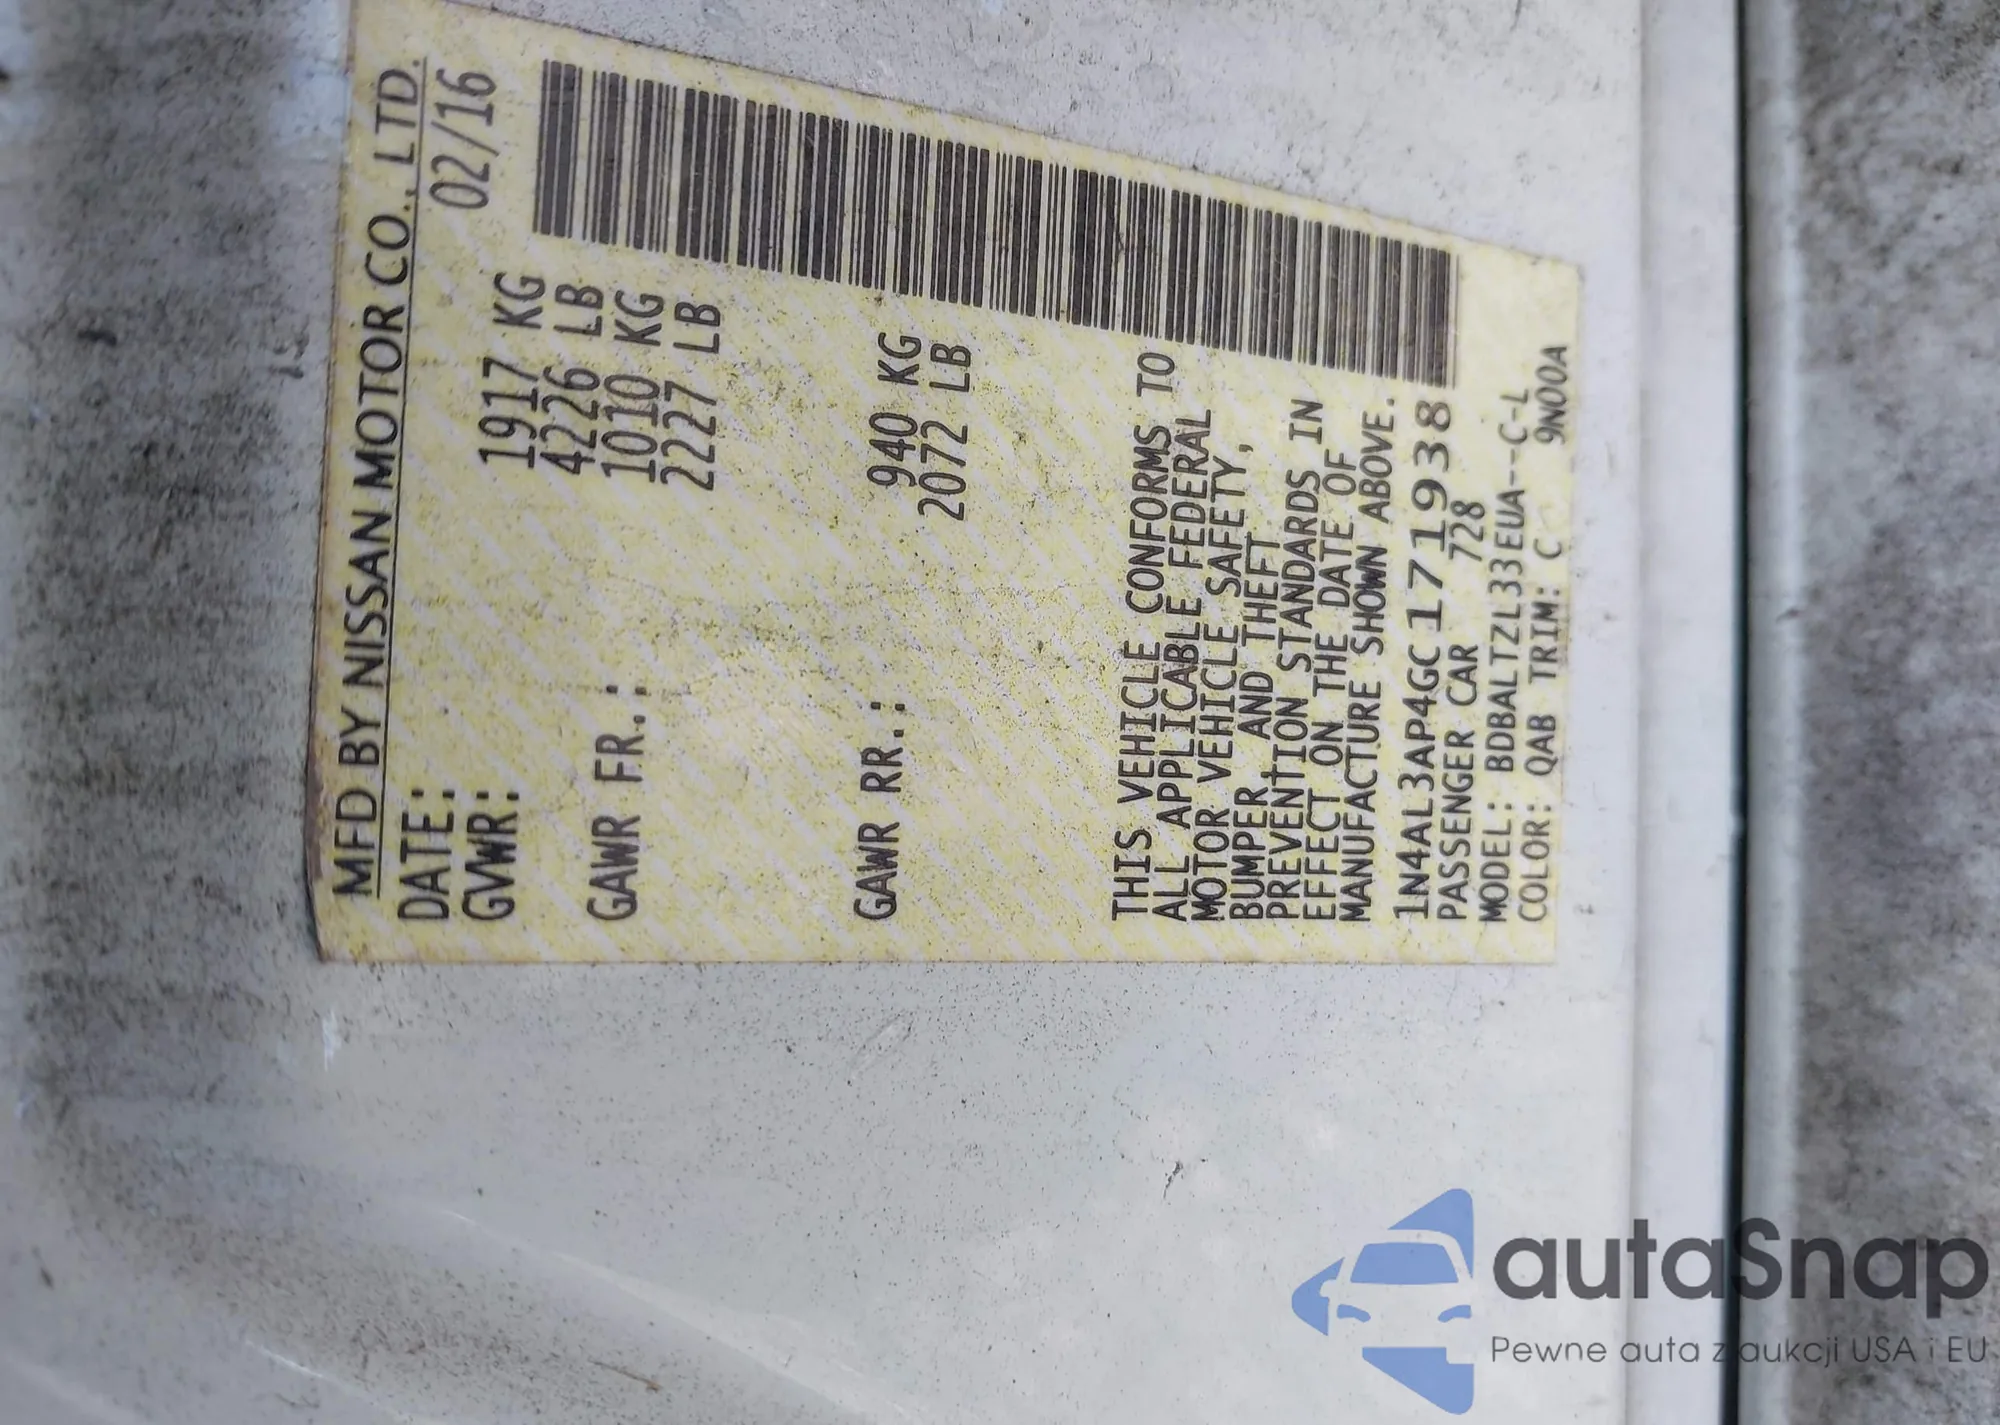 MFD BY NISSAN MOTOR CO., LTD.
DATE: 02/16
GVWR: 1917 KG
4226 LB
GAWR FR.: 1010 KG
2227 LB
GAWR RR.: 940 KG
2072 LB
THIS VEHICLE CONFORMS TO
ALL APPLICABLE FEDERAL
MOTOR VEHICLE SAFETY,
BUMPER, AND THEFT
PREVENTION STANDARDS IN
EFFECT ON THE DATE OF
MANUFACTURE SHOWN ABOVE.
1N4AL3AP4GC171938
PASSENGER CAR 728
MODEL: BDBALTZL33EUA--C-L
COLOR: QAB TRIM: C 9N00A
autaSnap
Pewne auta z aukcji USA i EU